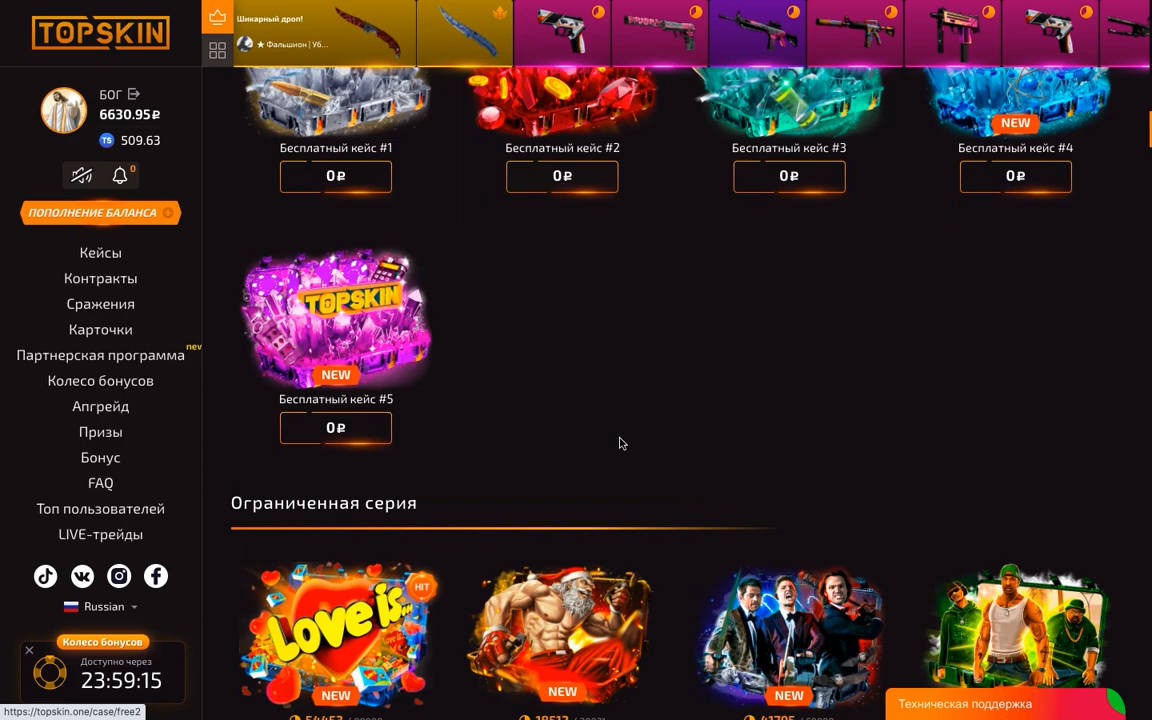 TOPSKIN
Шикарный дроп!
★ Фальшион | Уб...
БОГ
6630.95₽
TS 509.63
0
ПОПОЛНЕНИЕ БАЛАНСА
Кейсы
Контракты
Сражения
Карточки
Партнерская программа new
Колесо бонусов
Апгрейд
Призы
Бонус
FAQ
Топ пользователей
LIVE-трейды
Russian
Колесо бонусов
Доступно через
23:59:15
https://topskin.one/case/free2
NEW
Бесплатный кейс #1
Бесплатный кейс #2
Бесплатный кейс #3
Бесплатный кейс #4
0₽
0₽
0₽
0₽
TOPSKIN
NEW
Бесплатный кейс #5
0₽
Ограниченная серия
HIT
Love is...
NEW
NEW
NEW
Техническая поддержка